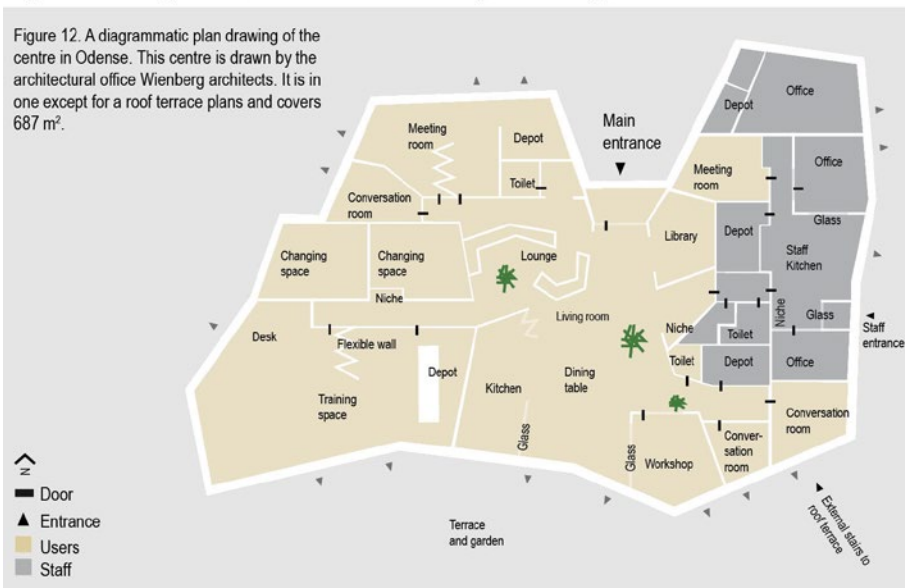 Figure 12. A diagrammatic plan drawing of the
centre in Odense. This centre is drawn by the
architectural office Wienberg architects. It is in
one except for a roof terrace plans and covers
687 m².
Main
entrance
Meeting
room
Depot
Toilet
Conversation
room
Changing
space
Changing
space
Niche
Lounge
Library
Meeting
room
Depot
Office
Office
Glass
Depot
Staff
Kitchen
Glass
Staff
entrance
Niche
Living room
Niche
Toilet
Toilet
Depot
Office
Desk
Flexible wall
Training
space
Depot
Kitchen
Dining
table
Glass
Glass
Workshop
Conver-
sation
room
Conversation
room
External stairs to
roof terrace
Terrace
and garden
N
Door
Entrance
Users
Staff